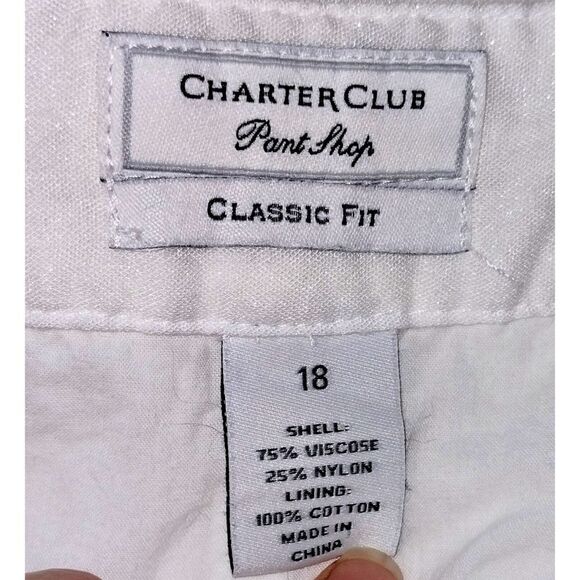 CHARTER CLUB
Pant Shop
CLASSIC FIT
18
SHELL:
75% VISCOSE
25% NYLON
LINING:
100% COTTON
MADE IN
CHINA